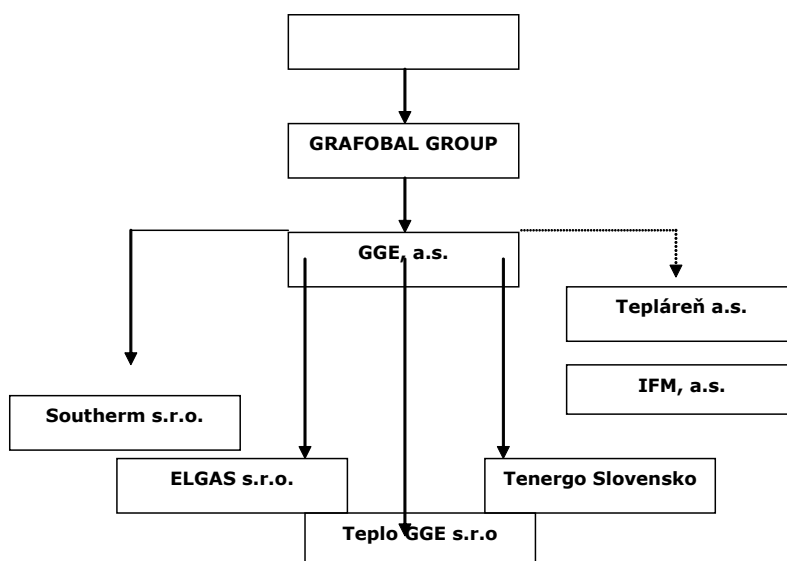 GRAFOBAL GROUP
GGE, a.s.
Tepláreň a.s.
IFM, a.s.
Southerm s.r.o.
ELGAS s.r.o.
Tenergo Slovensko
Teplo GGE s.r.o